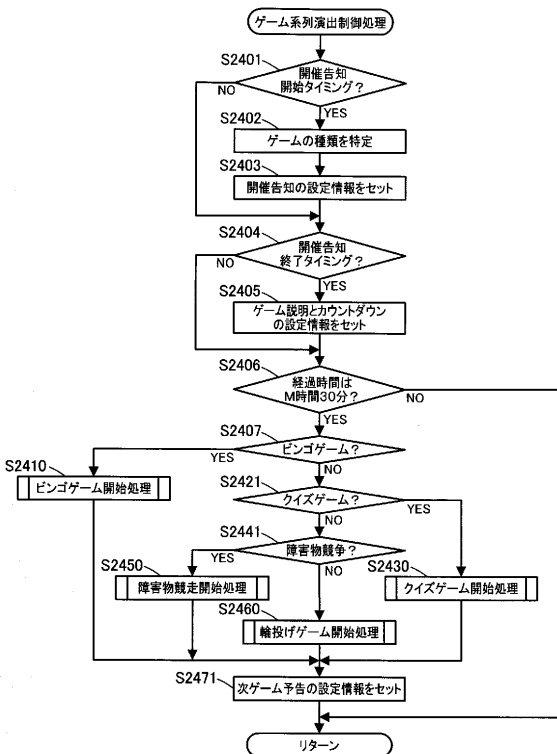 ゲーム系列演出制御処理
S2401
開催告知
開始タイミング?
NO
YES
S2402
ゲームの種類を特定
S2403
開催告知の設定情報をセット
S2404
開催告知
終了タイミング?
NO
YES
S2405
ゲーム説明とカウントダウン
の設定情報をセット
S2406
経過時間は
M時間30分?
NO
YES
S2407
ビンゴゲーム?
YES
NO
S2410
ビンゴゲーム開始処理
S2421
クイズゲーム?
YES
NO
S2441
障害物競争?
YES
NO
S2450
障害物競走開始処理
S2430
クイズゲーム開始処理
S2460
輪投げゲーム開始処理
S2471
次ゲーム予告の設定情報をセット
リターン